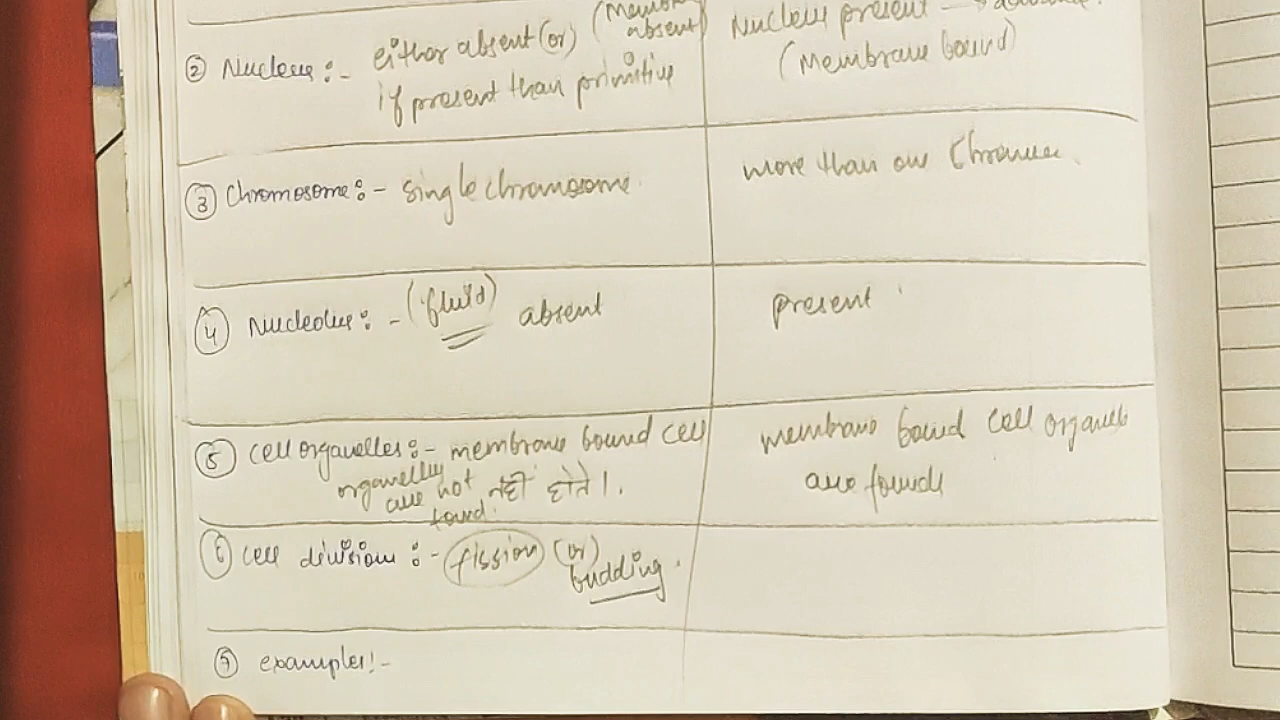 (Membrane absent)
Nucleus present →
② Nucleus :- either absent (or)
(Membrane bound)
if present than primitive
③ Chromosome :- single chromosome.
more than one
④ Nucleolus :- (fluid) absent
present
⑤ cell organelles :- membrane bound cell
organelles are not नही होते।.
found.
membrane bound cell organells
are found
⑥ cell division :- fission (or)
budding.
⑦ examples :-